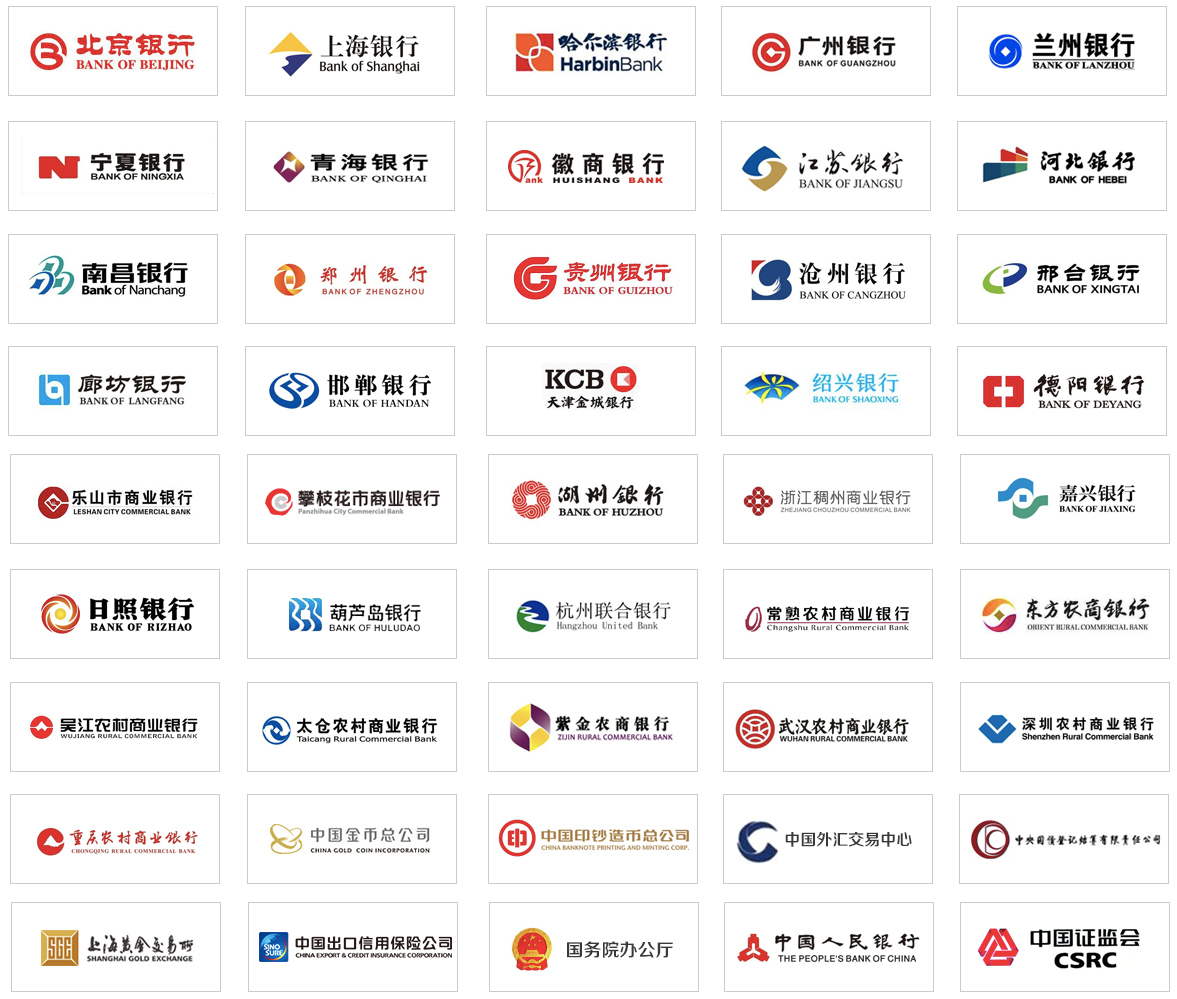 北京银行
BANK OF BEIJING
上海银行
Bank of Shanghai
哈尔滨银行
HarbinBank
广州银行
BANK OF GUANGZHOU
兰州银行
BANK OF LANZHOU
宁夏银行
BANK OF NINGXIA
青海银行
BANK OF QINGHAI
徽商银行
ank
HUISHANG BANK
江苏银行
BANK OF JIANGSU
河北银行
BANK OF HEBEI
南昌银行
Bank of Nanchang
郑州银行
BANK OF ZHENGZHOU
贵州银行
BANK OF GUIZHOU
沧州银行
BANK OF CANGZHOU
邢台银行
BANK OF XINGTAI
廊坊银行
BANK OF LANGFANG
邯郸银行
BANK OF HANDAN
KCB
天津金城银行
绍兴银行
BANK OF SHAOXING
德阳银行
BANK OF DEYANG
乐山市商业银行
LESHAN CITY COMMERCIAL BANK
攀枝花市商业银行
Panzhihua City Commercial Bank
湖州银行
BANK OF HUZHOU
浙江稠州商业银行
ZHEJIANG CHOUZHOU COMMERCIAL BANK
嘉兴银行
BANK OF JIAXING
日照银行
BANK OF RIZHAO
葫芦岛银行
BANK OF HULUDAO
杭州联合银行
Hangzhou United Bank
常熟农村商业银行
Changshu Rural Commercial Bank
东方农商银行
ORIENT RURAL COMMERCIAL BANK
吴江农村商业银行
WUJIANG RURAL COMMERCIAL BANK
太仓农村商业银行
Taicang Rural Commercial Bank
紫金农商银行
ZIJIN RURAL COMMERCIAL BANK
武汉农村商业银行
WUHAN RURAL COMMERCIAL BANK
深圳农村商业银行
Shenzhen Rural Commercial Bank
重庆农村商业银行
CHONGQING RURAL COMMERCIAL BANK
中国金币总公司
CHINA GOLD COIN INCORPORATION
中国印钞造币总公司
CHINA BANKNOTE PRINTING AND MINTING CORP.
中国外汇交易中心
中央国债登记结算有限责任公司
SGE
上海黄金交易所
SHANGHAI GOLD EXCHANGE
SINO
SURE
中国出口信用保险公司
CHINA EXPORT & CREDIT INSURANCE CORPORATION
国务院办公厅
中国人民银行
THE PEOPLE'S BANK OF CHINA
中国证监会
CSRC